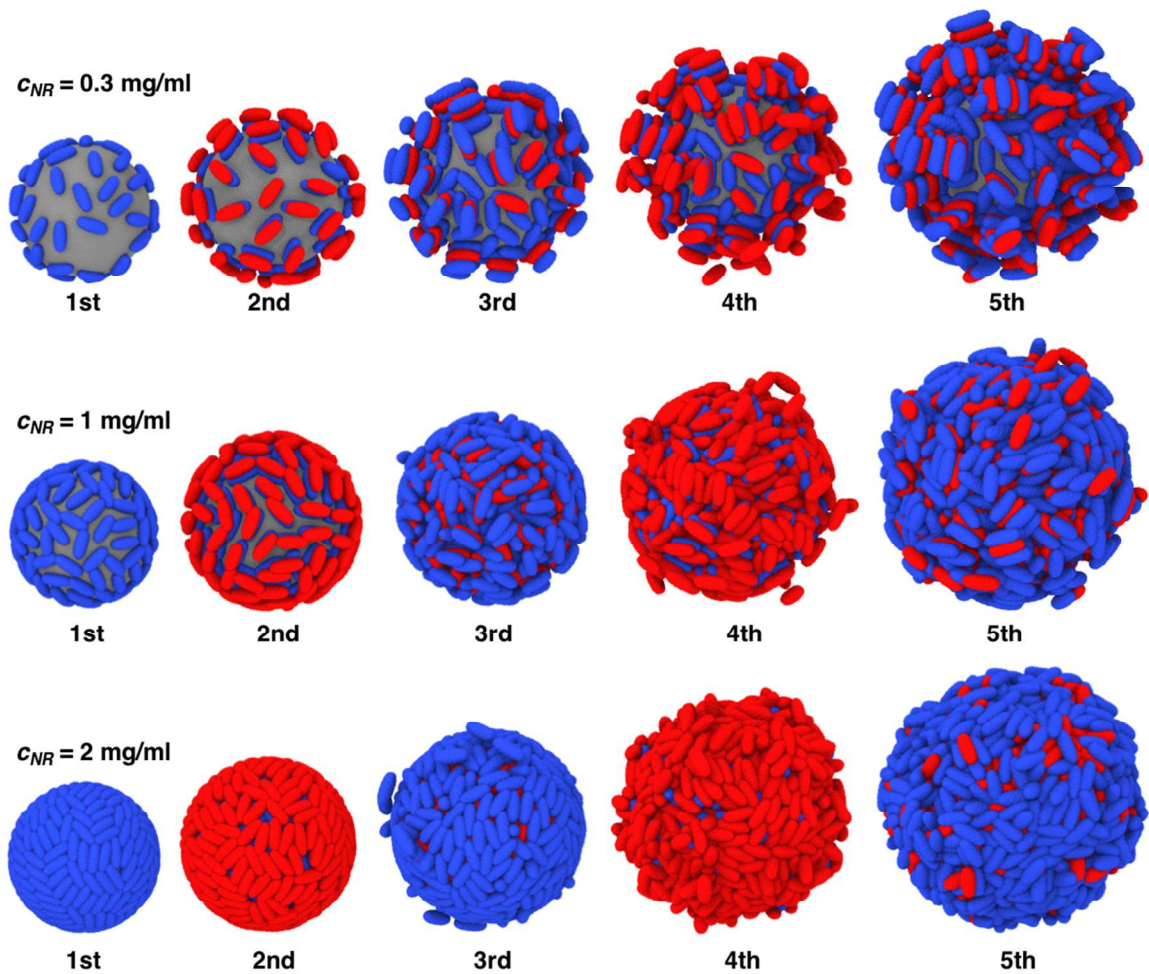 c_NR = 0.3 mg/ml
1st 2nd 3rd 4th 5th
c_NR = 1 mg/ml
1st 2nd 3rd 4th 5th
c_NR = 2 mg/ml
1st 2nd 3rd 4th 5th